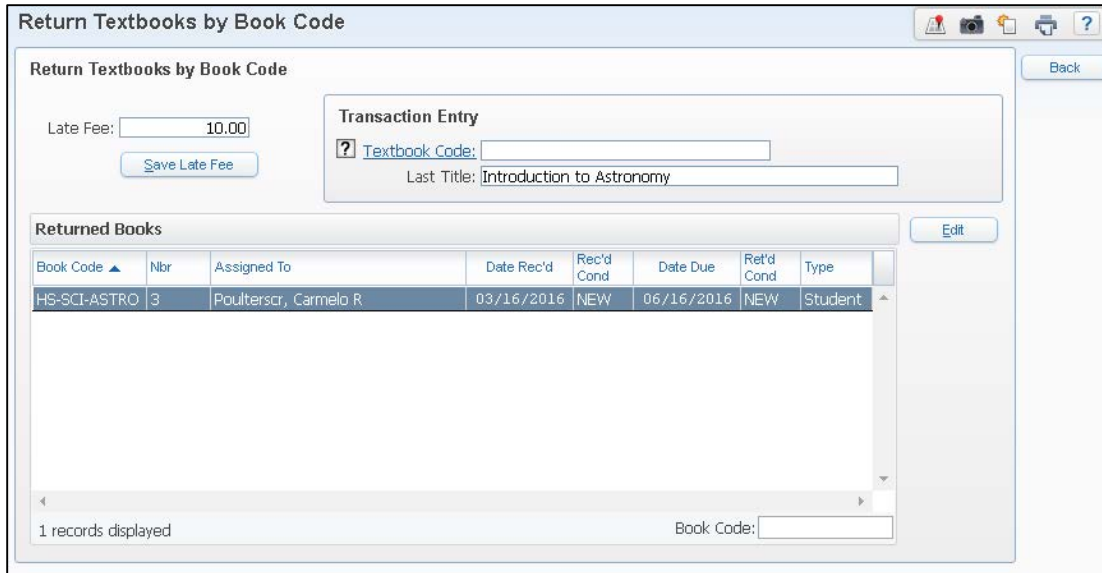 Return Textbooks by Book Code
?
Back
Return Textbooks by Book Code
Late Fee: 10.00
Save Late Fee
Transaction Entry
? Textbook Code:
Last Title: Introduction to Astronomy
Returned Books
Edit
Book Code Nbr Assigned To Date Rec'd Rec'd Cond Date Due Ret'd Cond Type
HS-SCI-ASTRO 3 Poulterscr, Carmelo R 03/16/2016 NEW 06/16/2016 NEW Student
1 records displayed Book Code: